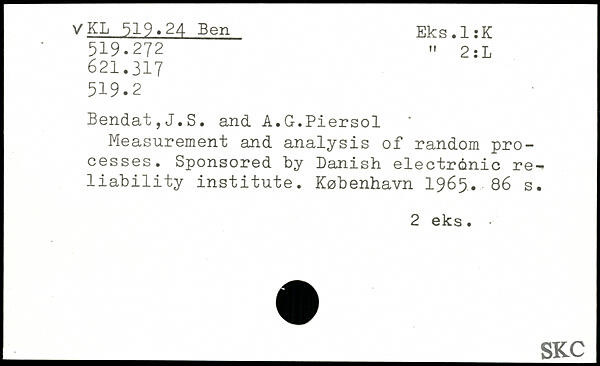 v KL 519.24 Ben Eks.1:K
519.272 " 2:L
621.317
519.2
Bendat,J.S. and A.G.Piersol
Measurement and analysis of random pro-
cesses. Sponsored by Danish electronic re-
liability institute. København 1965. 86 s.
2 eks.
SKC